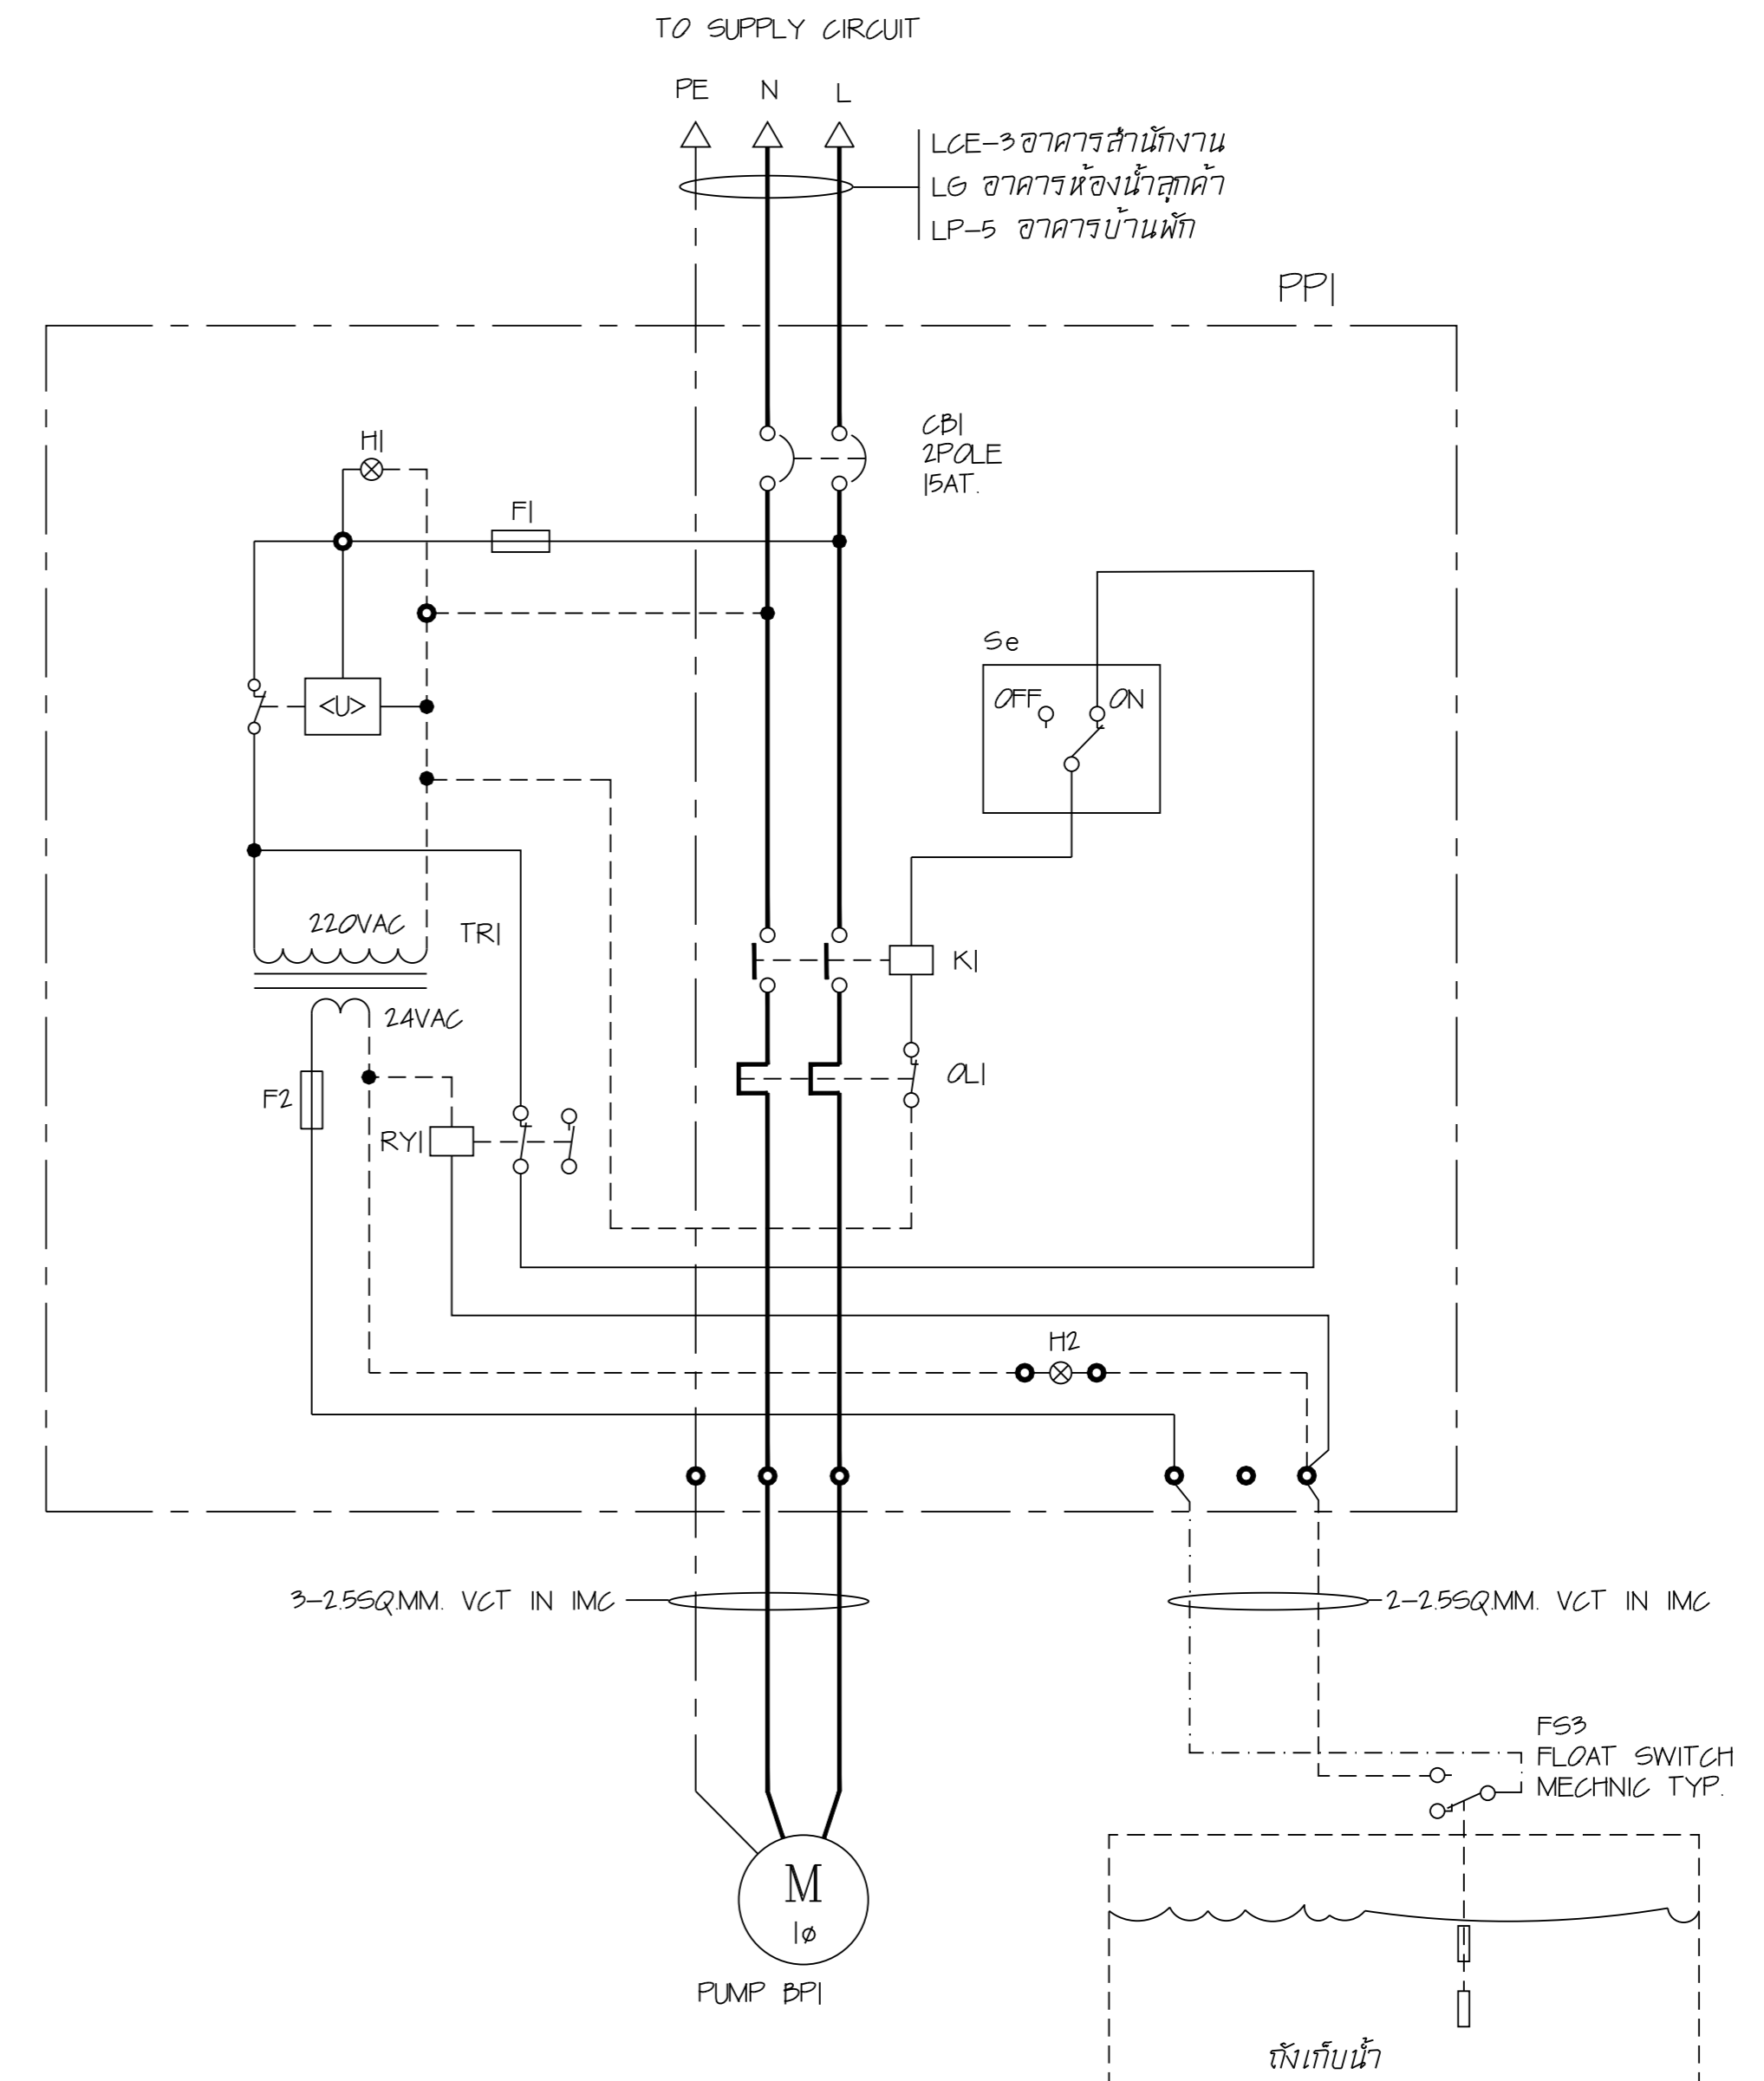 TO SUPPLY CIRCUIT
PE N L
LCE-3 อาคารสำนักงาน
LG อาคารห้องน้ำลูกค้า
LP-5 อาคารบ้านพัก
PP1
CB1
2POLE
15AT.
H1
F1
Se
OFF ON
<U>
220VAC
TR1
K1
24VAC
OL1
F2
RY1
H2
3-2.5SQ.MM. VCT IN IMC
2-2.5SQ.MM. VCT IN IMC
FS3
FLOAT SWITCH
MECHNIC TYP.
M
1ø
PUMP BP1
ถังเก็บน้ำ